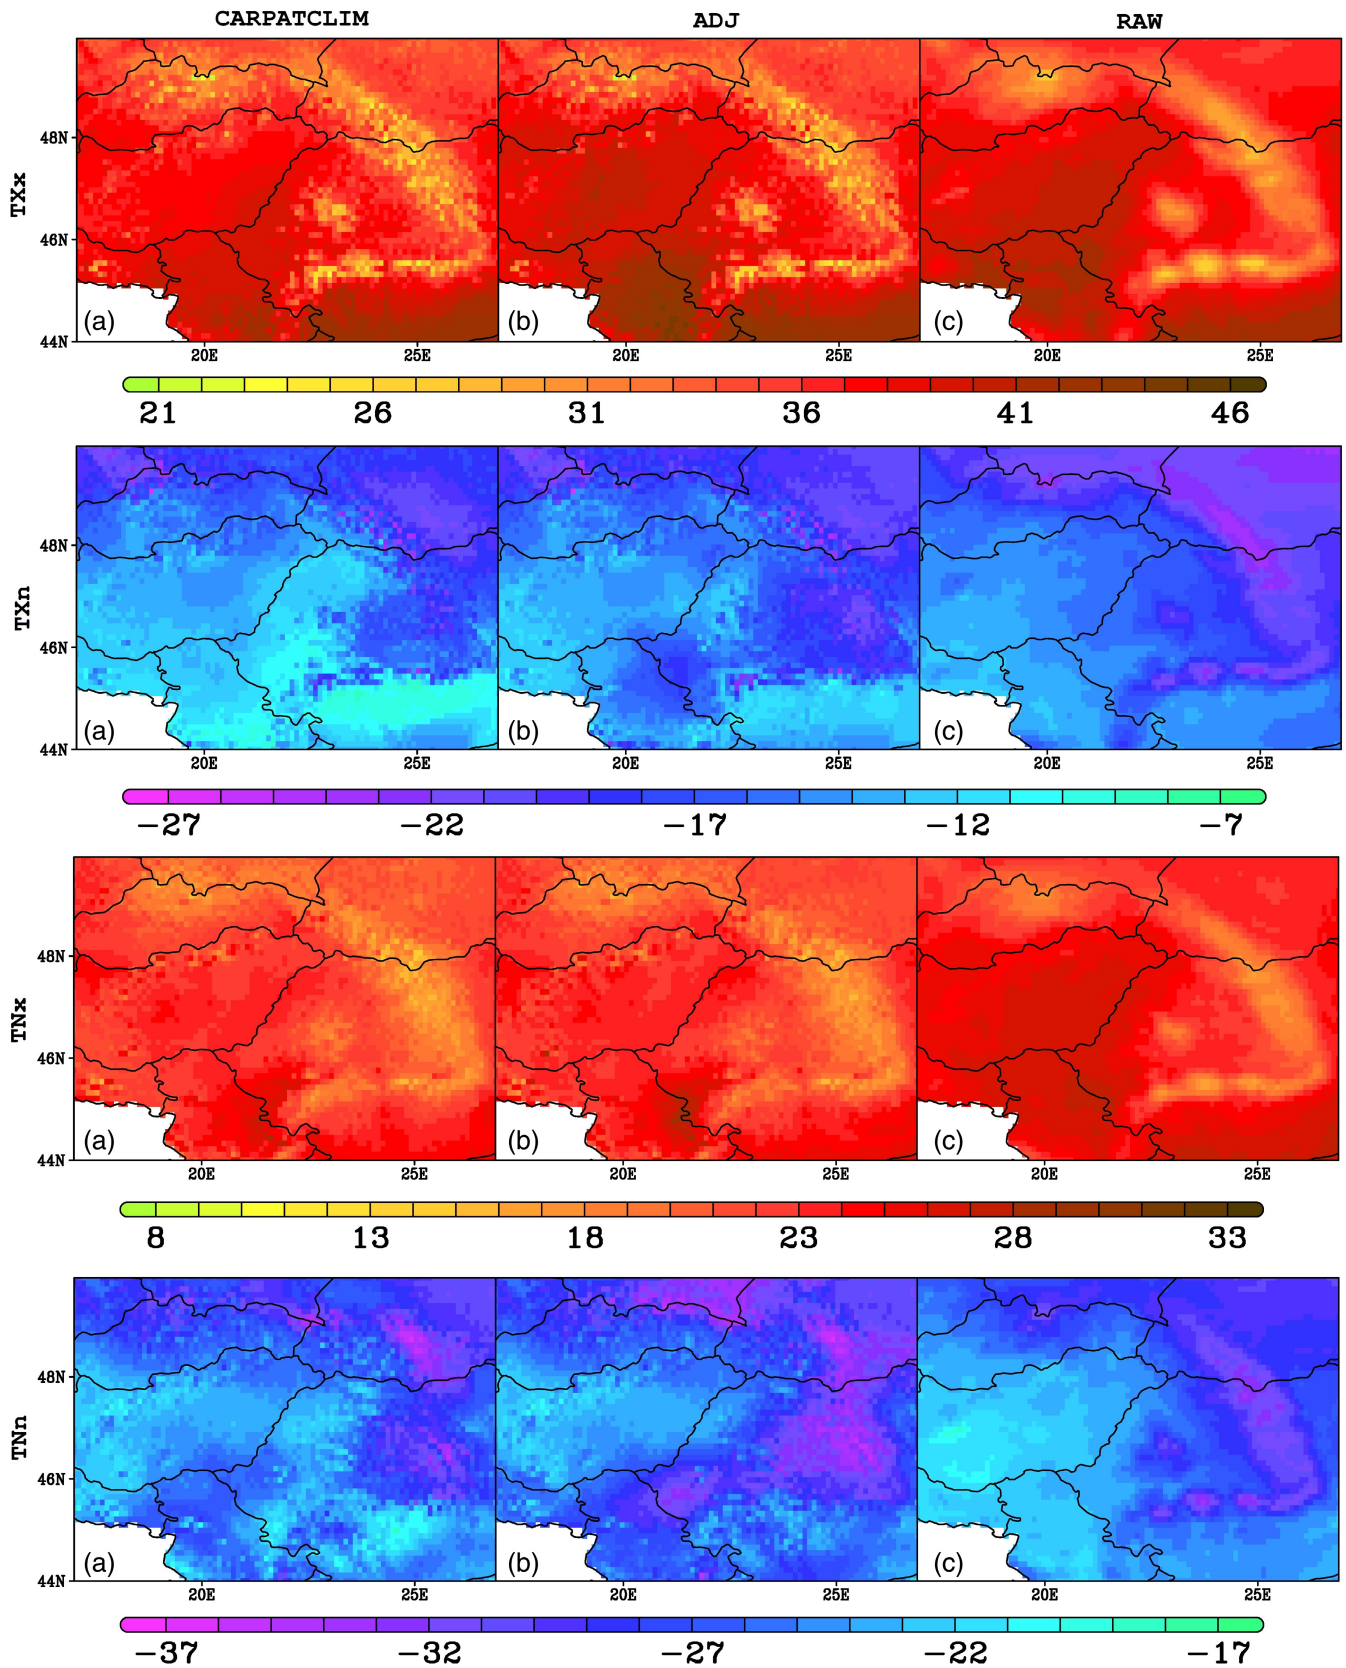 CARPATCLIM ADJ RAW
TXx
48N
46N
44N
(a) (b) (c)
20E 25E 20E 25E 20E 25E
21 26 31 36 41 46
TXn
48N
46N
44N
(a) (b) (c)
20E 25E 20E 25E 20E 25E
−27 −22 −17 −12 −7
TNx
48N
46N
44N
(a) (b) (c)
20E 25E 20E 25E 20E 25E
8 13 18 23 28 33
TNn
48N
46N
44N
(a) (b) (c)
20E 25E 20E 25E 20E 25E
−37 −32 −27 −22 −17